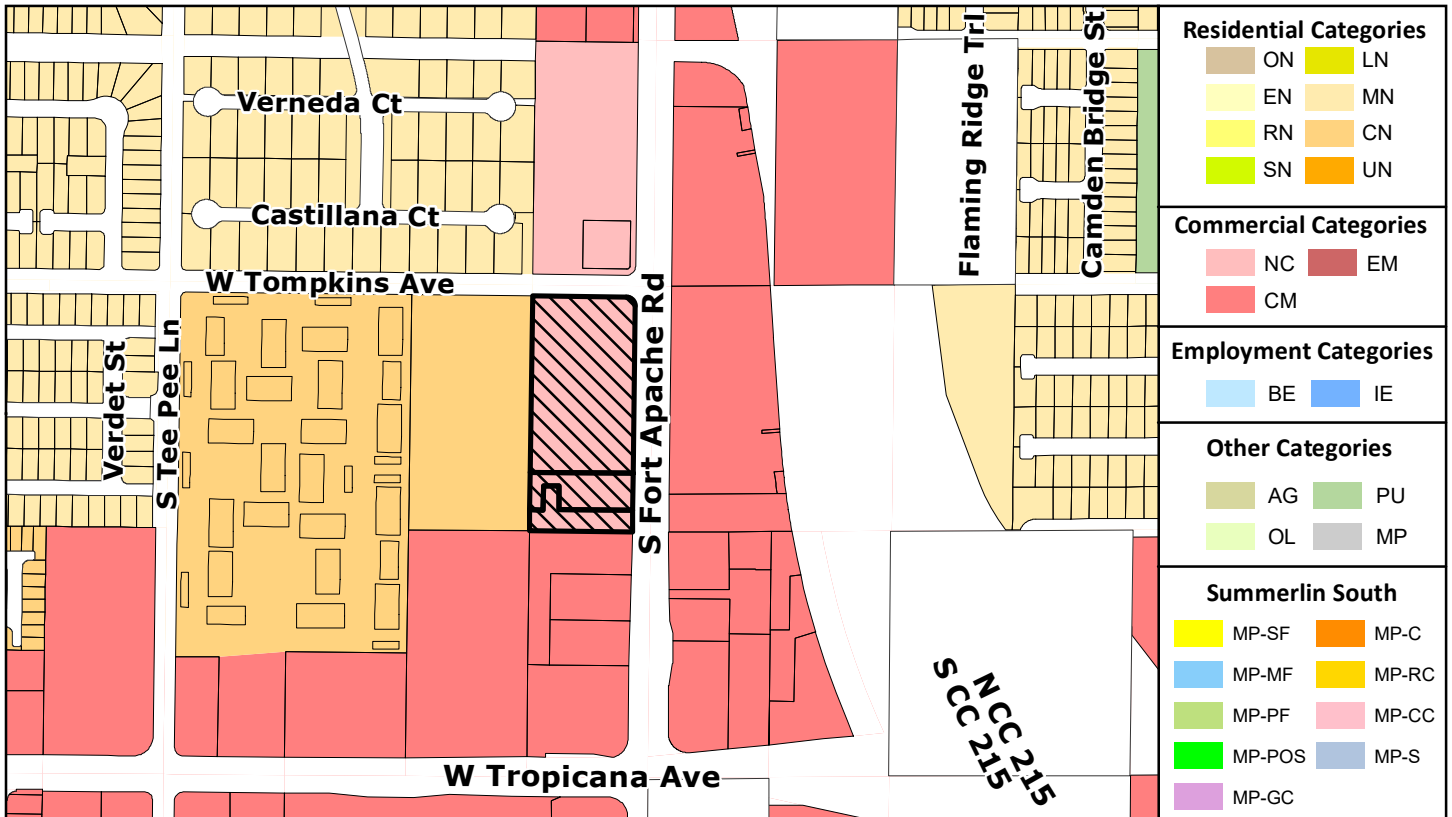 Verneda Ct
Castillana Ct
W Tompkins Ave
Verdet St
S Tee Pee Ln
S Fort Apache Rd
Flaming Ridge Trl
Camden Bridge St
N CC 215
S CC 215
W Tropicana Ave
Residential Categories
ON LN
EN MN
RN CN
SN UN
Commercial Categories
NC EM
CM
Employment Categories
BE IE
Other Categories
AG PU
OL MP
Summerlin South
MP-SF MP-C
MP-MF MP-RC
MP-PF MP-CC
MP-POS MP-S
MP-GC